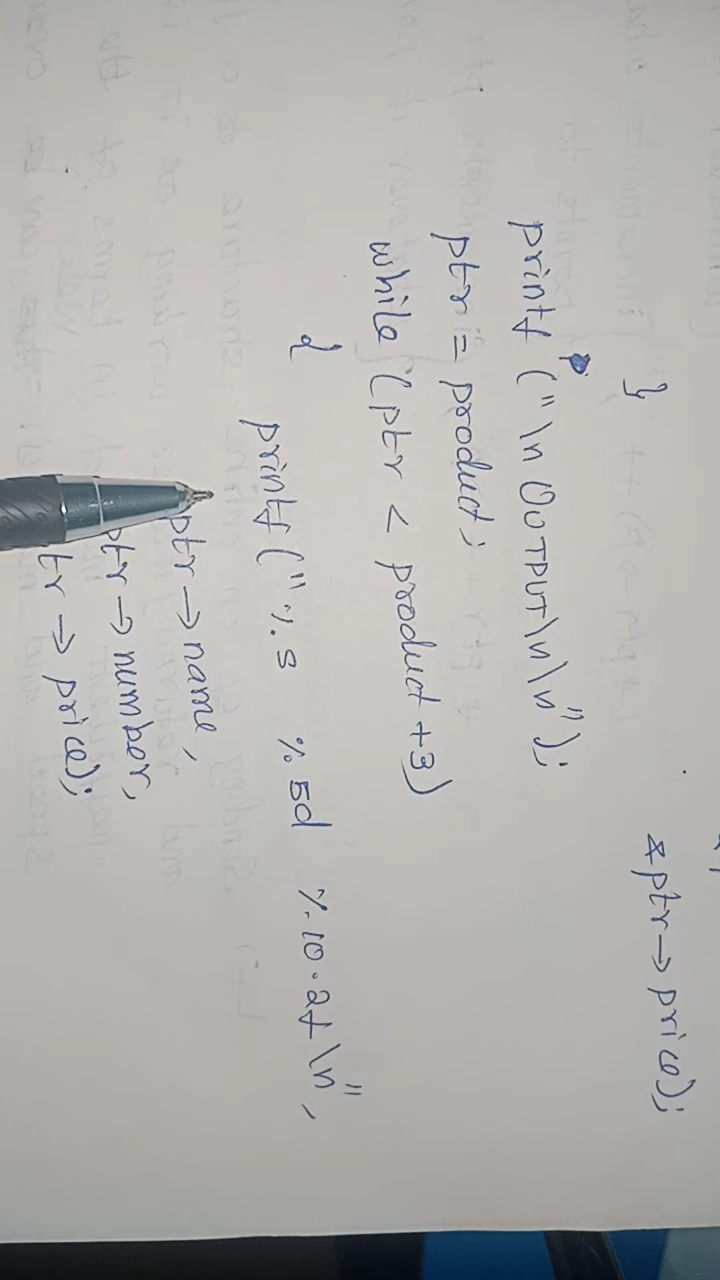 &ptr→price);
}
printf ("\n OUTPUT\n\n");
ptr = product;
while (ptr < product +3)
{
printf ("%s %5d %10.2f \n",
ptr→name,
ptr→number,
ptr→price);